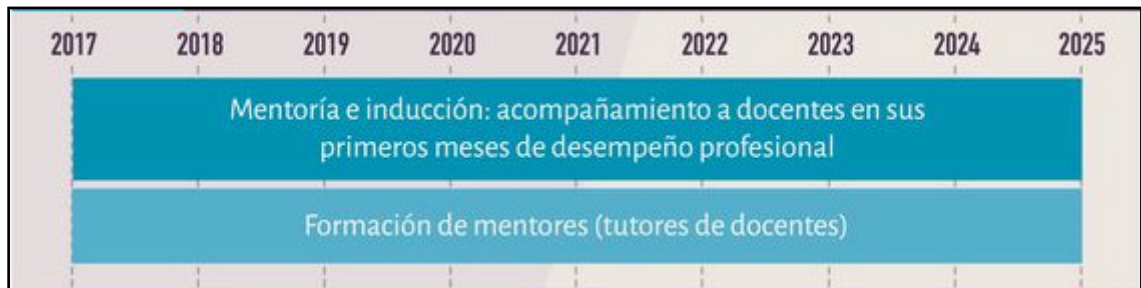 2017 2018 2019 2020 2021 2022 2023 2024 2025
Mentoría e inducción: acompañamiento a docentes en sus
primeros meses de desempeño profesional
Formación de mentores (tutores de docentes)